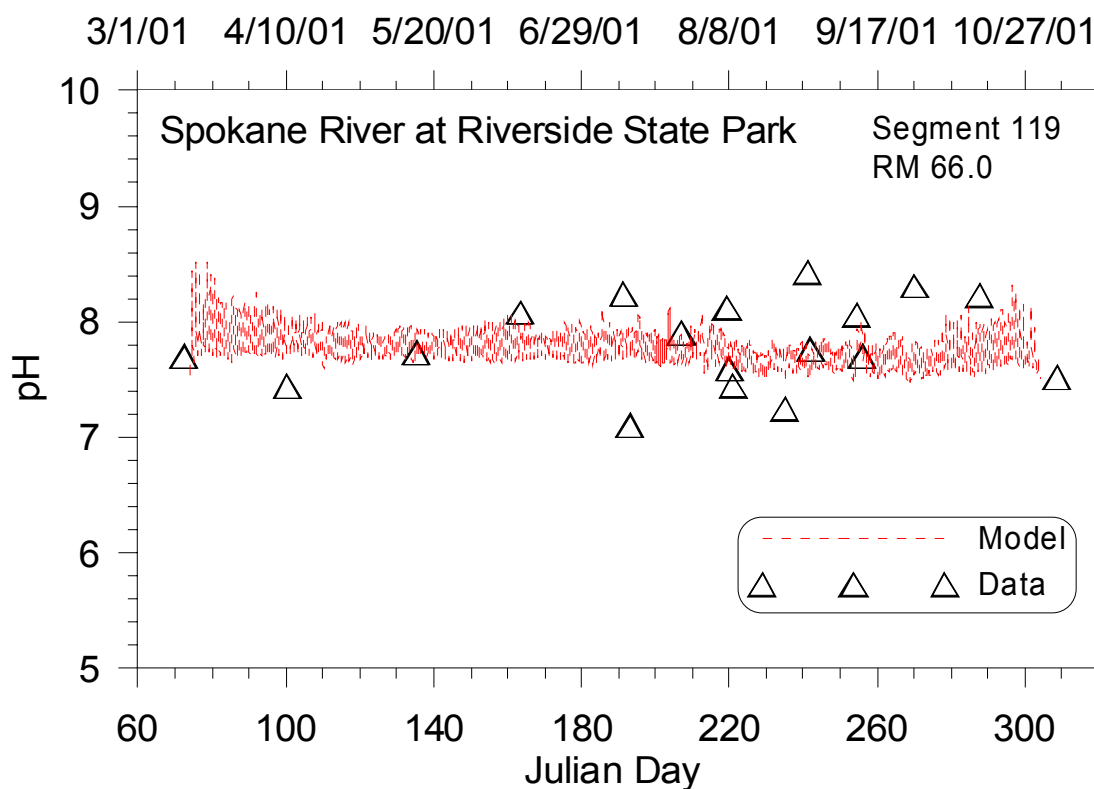 3/1/01 4/10/01 5/20/01 6/29/01 8/8/01 9/17/01 10/27/01
10
Spokane River at Riverside State Park
Segment 119
RM 66.0
9
8
pH
7
6
Model
Data
5
60 100 140 180 220 260 300
Julian Day